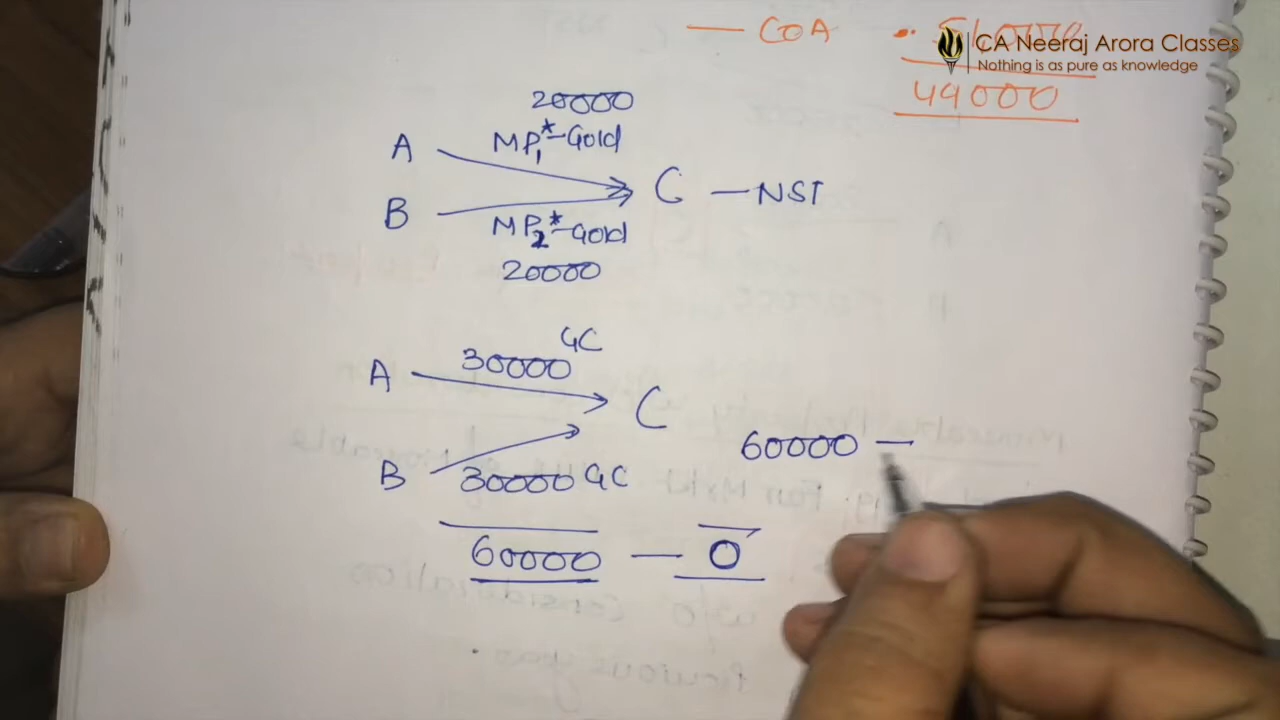 — COA
CA Neeraj Arora Classes
Nothing is as pure as knowledge
49000
20000
A MP1*-Gold
C — NST
B MP2*-Gold
20000
GC
A 30000
C
60000 —
B 30000 GC
60000 — 0